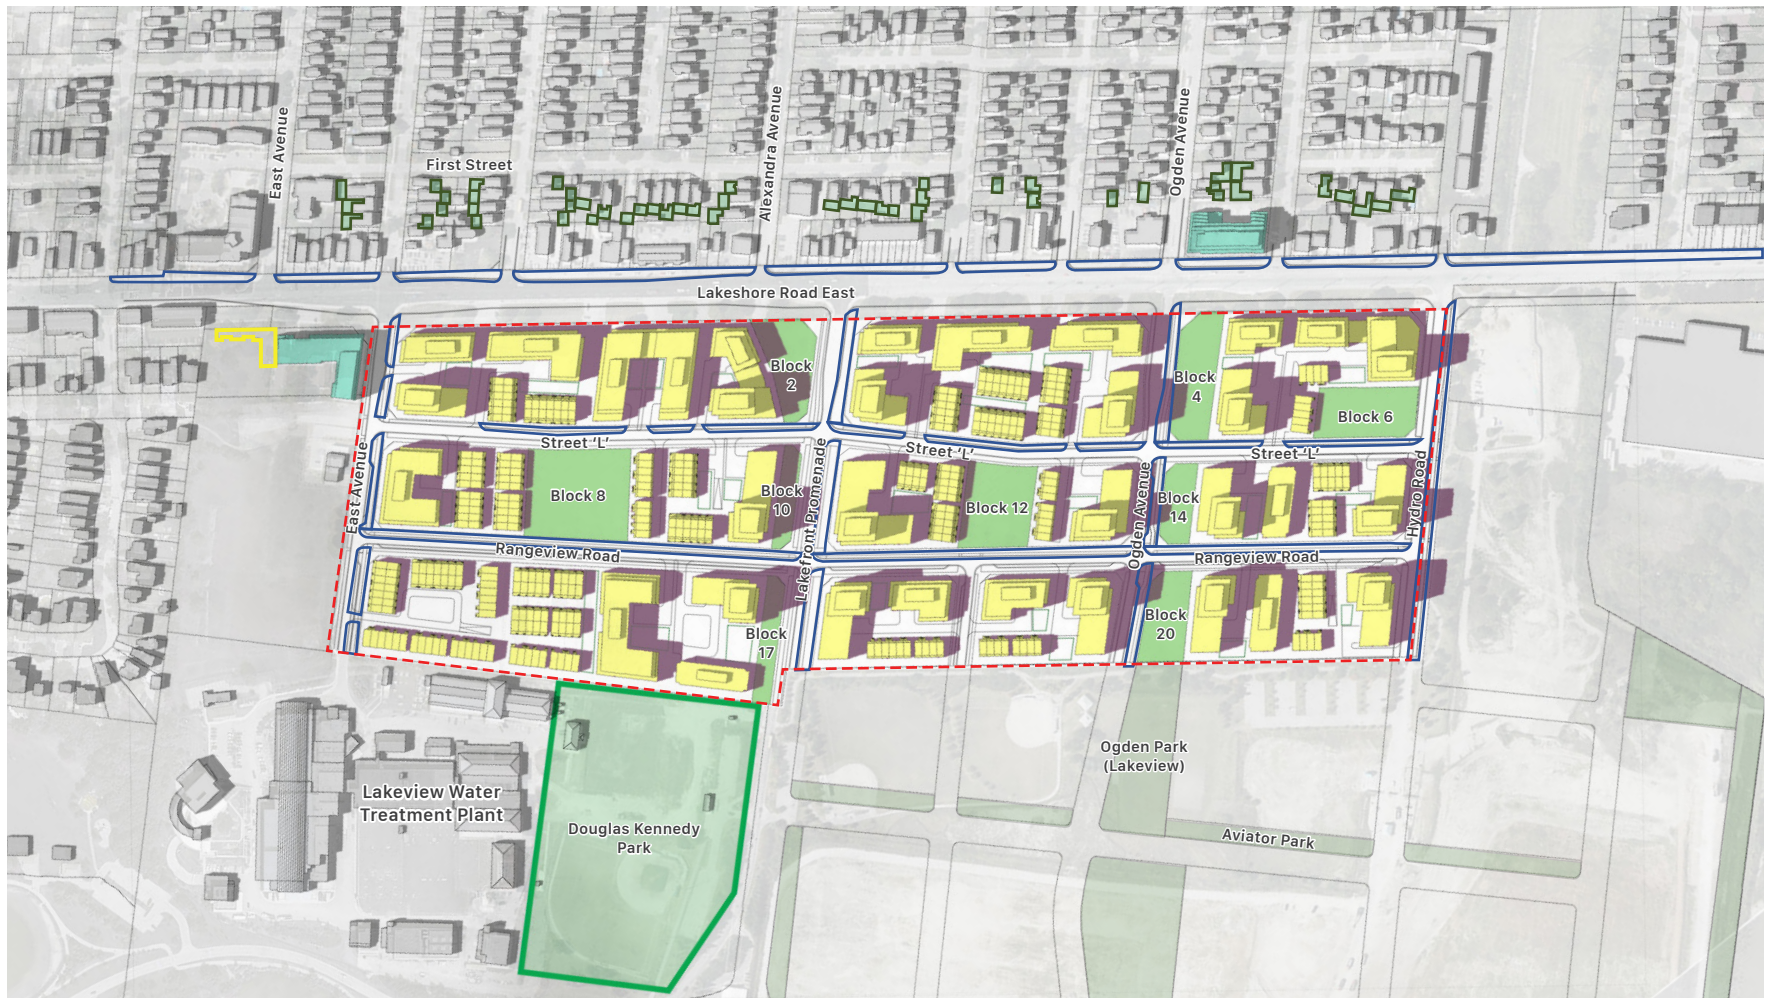 East Avenue
First Street
Alexandra Avenue
Ogden Avenue
Lakeshore Road East
Block
2
Block
4
Block 6
Street ‘L’
Street ‘L’
Street ‘L’
East Avenue
Block 8
Block
10
Lakefront Promenade
Block 12
Ogden Avenue
Block
14
Hydro Road
Rangeview Road
Rangeview Road
Block
17
Block
20
Ogden Park
(Lakeview)
Lakeview Water
Treatment Plant
Douglas Kennedy
Park
Aviator Park